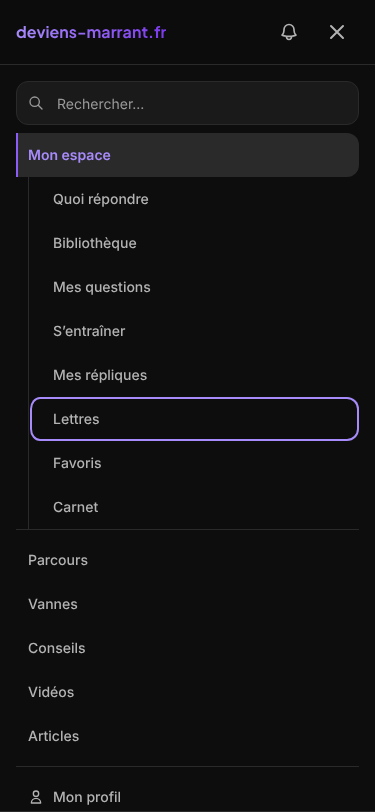 deviens-marrant.fr
Rechercher...
Mon espace
Quoi répondre
Bibliothèque
Mes questions
S’entraîner
Mes répliques
Lettres
Favoris
Carnet
Parcours
Vannes
Conseils
Vidéos
Articles
Mon profil